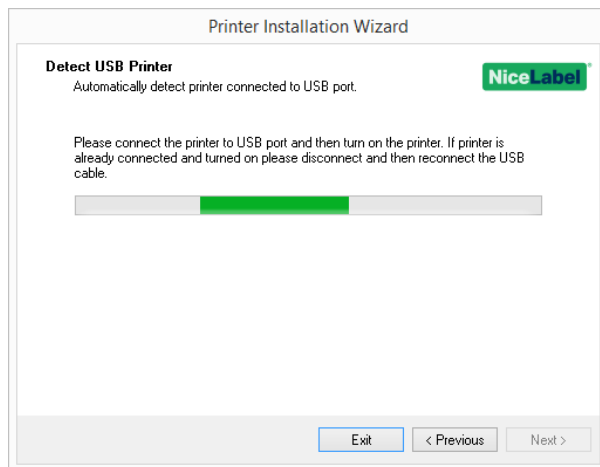 Printer Installation Wizard
Detect USB Printer
Automatically detect printer connected to USB port.
NiceLabel
Please connect the printer to USB port and then turn on the printer. If printer is
already connected and turned on please disconnect and then reconnect the USB
cable.
Exit
< Previous
Next >